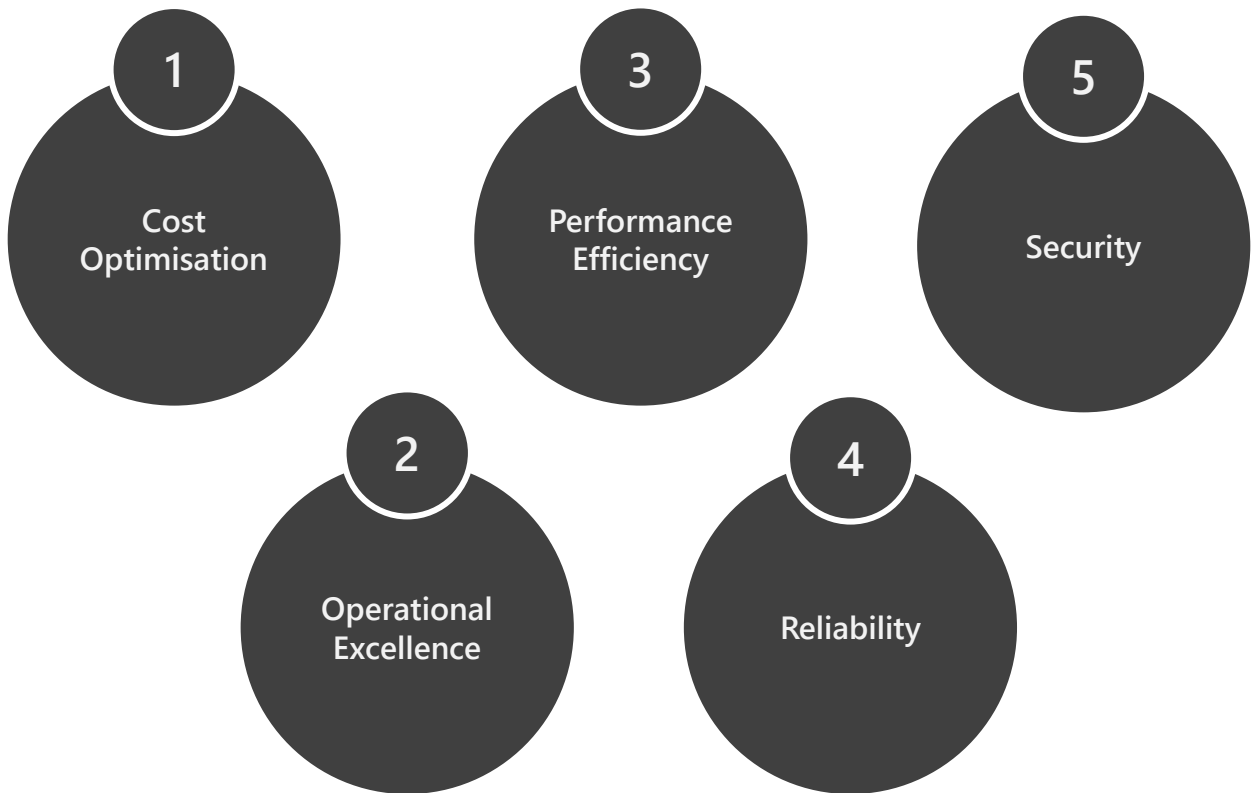 1
Cost
Optimisation
2
Operational
Excellence
3
Performance
Efficiency
4
Reliability
5
Security